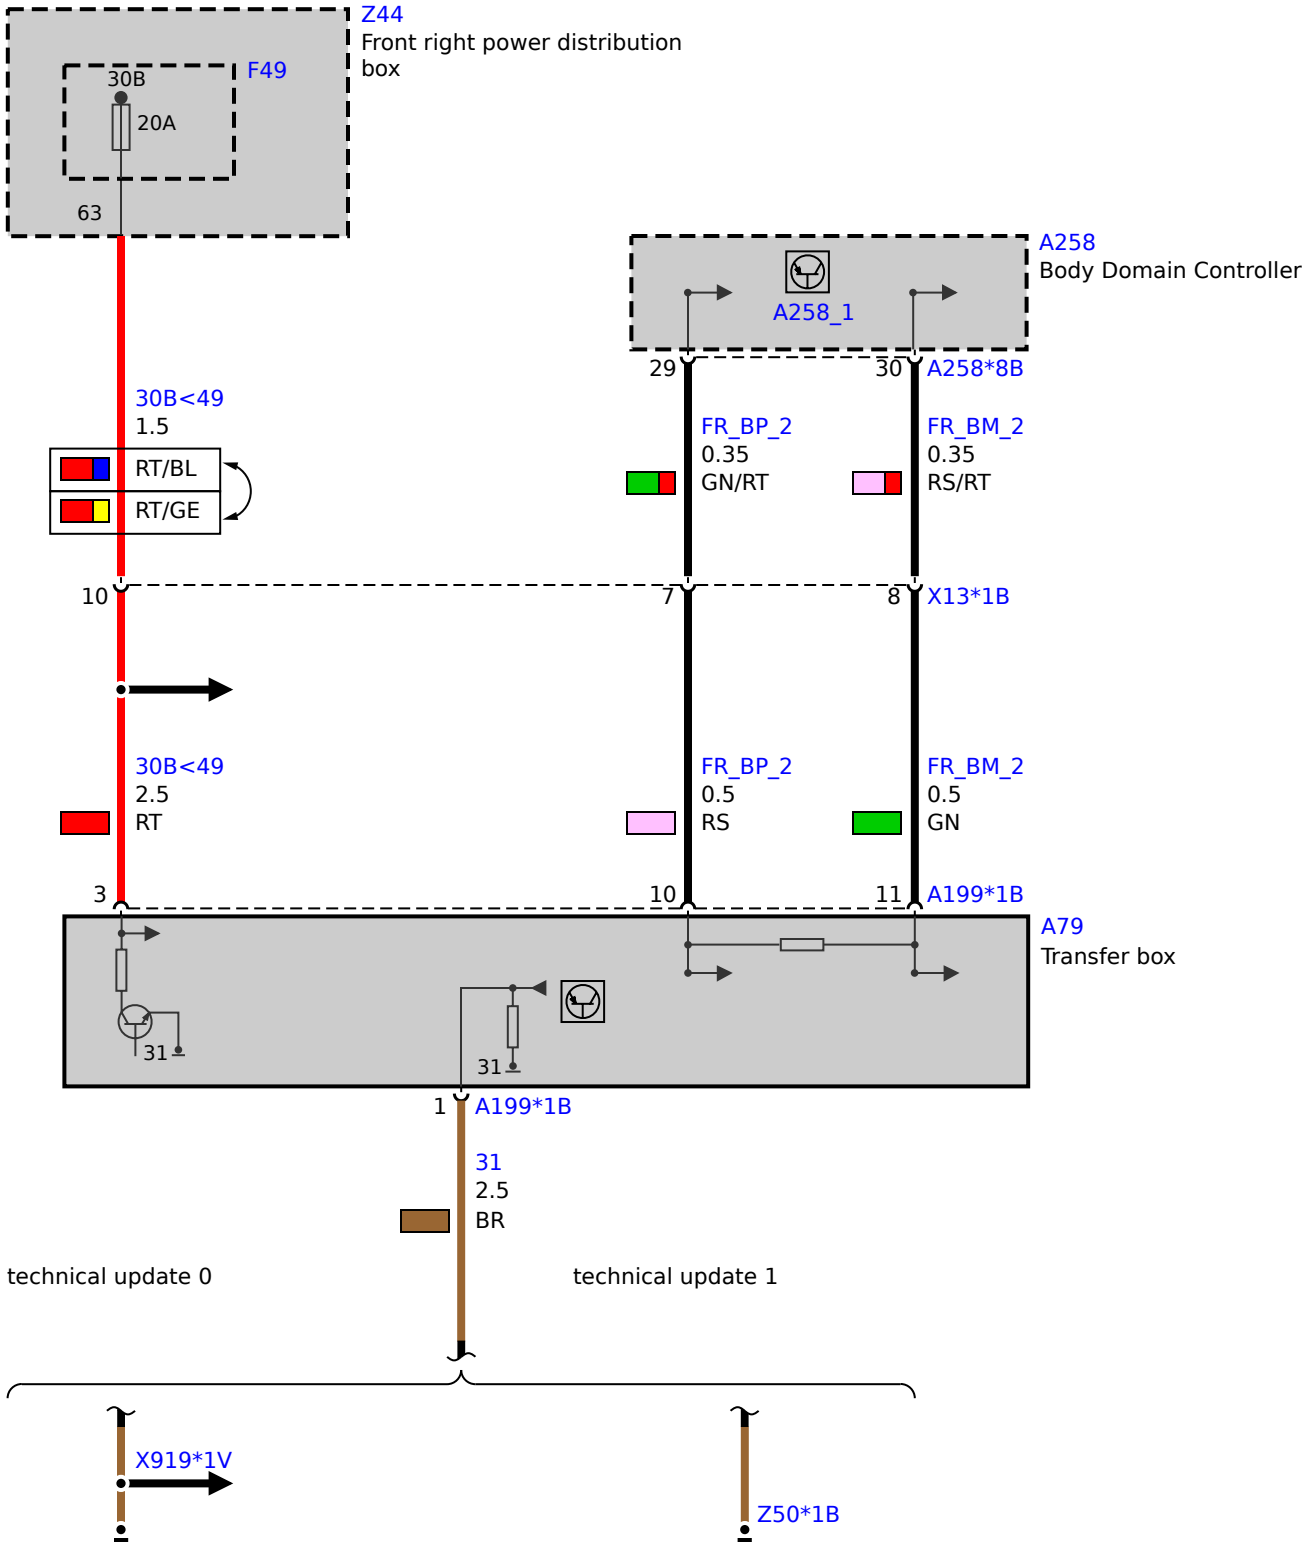 Z44
Front right power distribution
box
F49
30B
20A
63
A258
Body Domain Controller
A258_1
29
30
A258*8B
30B<49
1.5
RT/BL
RT/GE
FR_BP_2
0.35
GN/RT
FR_BM_2
0.35
RS/RT
10
7
8
X13*1B
30B<49
2.5
RT
FR_BP_2
0.5
RS
FR_BM_2
0.5
GN
3
10
11
A199*1B
A79
Transfer box
31
31
1
A199*1B
31
2.5
BR
technical update 0
technical update 1
X919*1V
Z50*1B